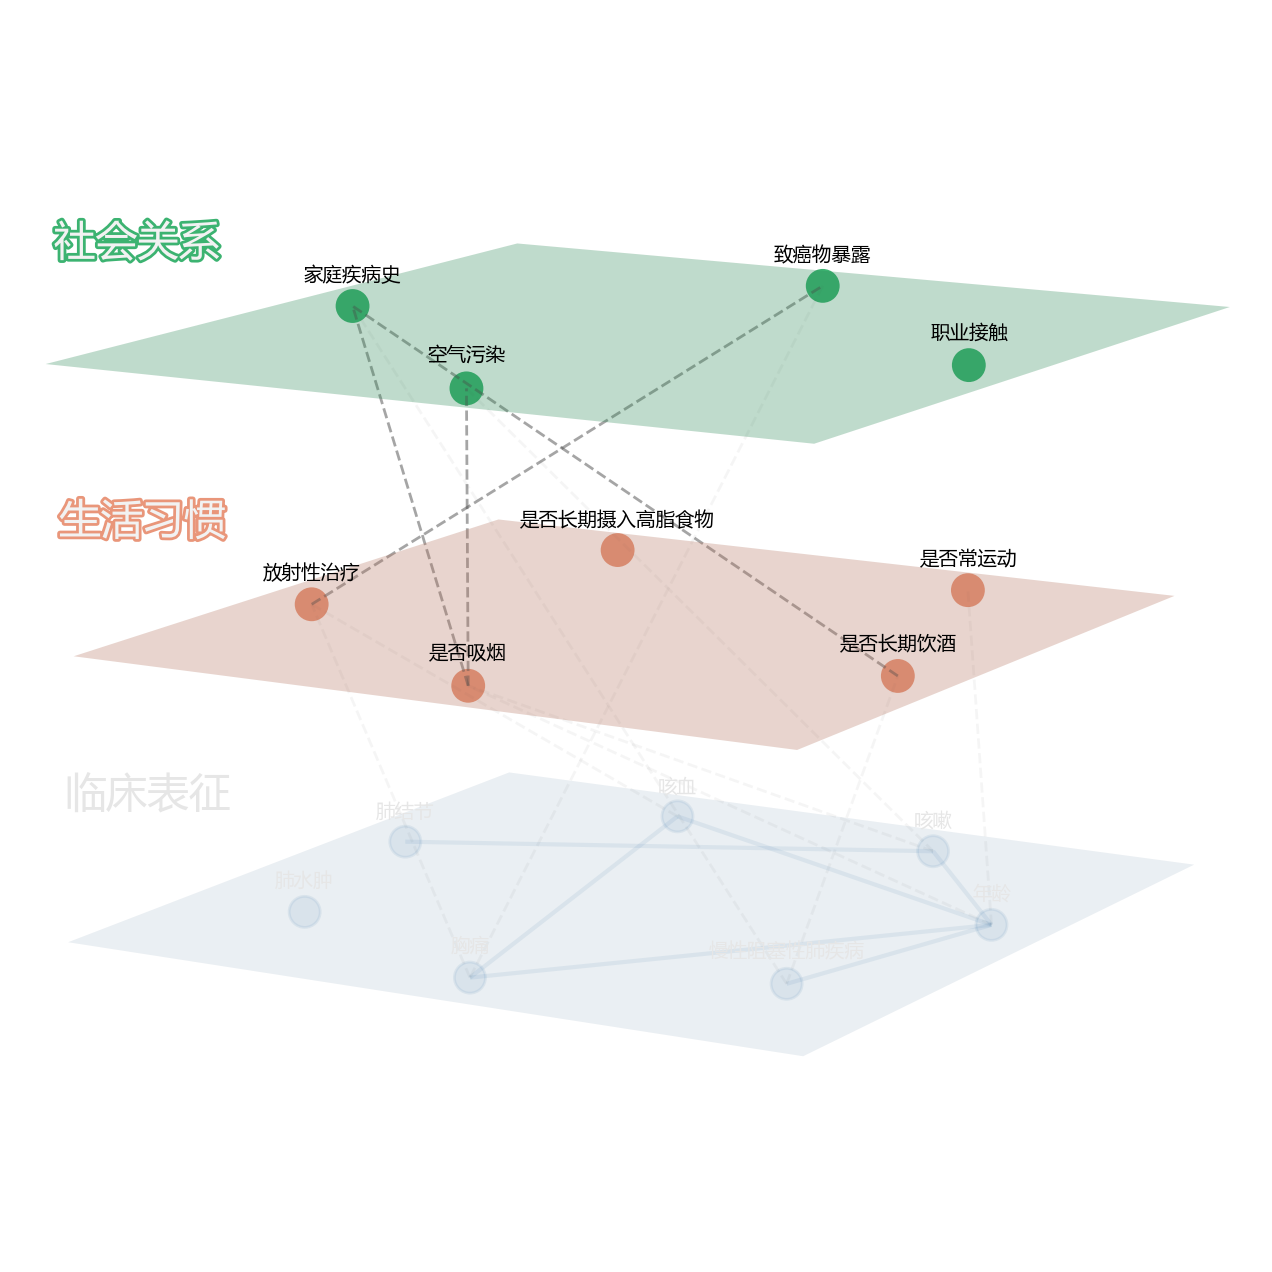 社会关系
家庭疾病史
致癌物暴露
空气污染
职业接触
生活习惯
是否长期摄入高脂食物
是否常运动
放射性治疗
是否吸烟
是否长期饮酒
临床表征
咳血
肺结节
咳嗽
肺水肿
年龄
胸痛
慢性阻塞性肺疾病